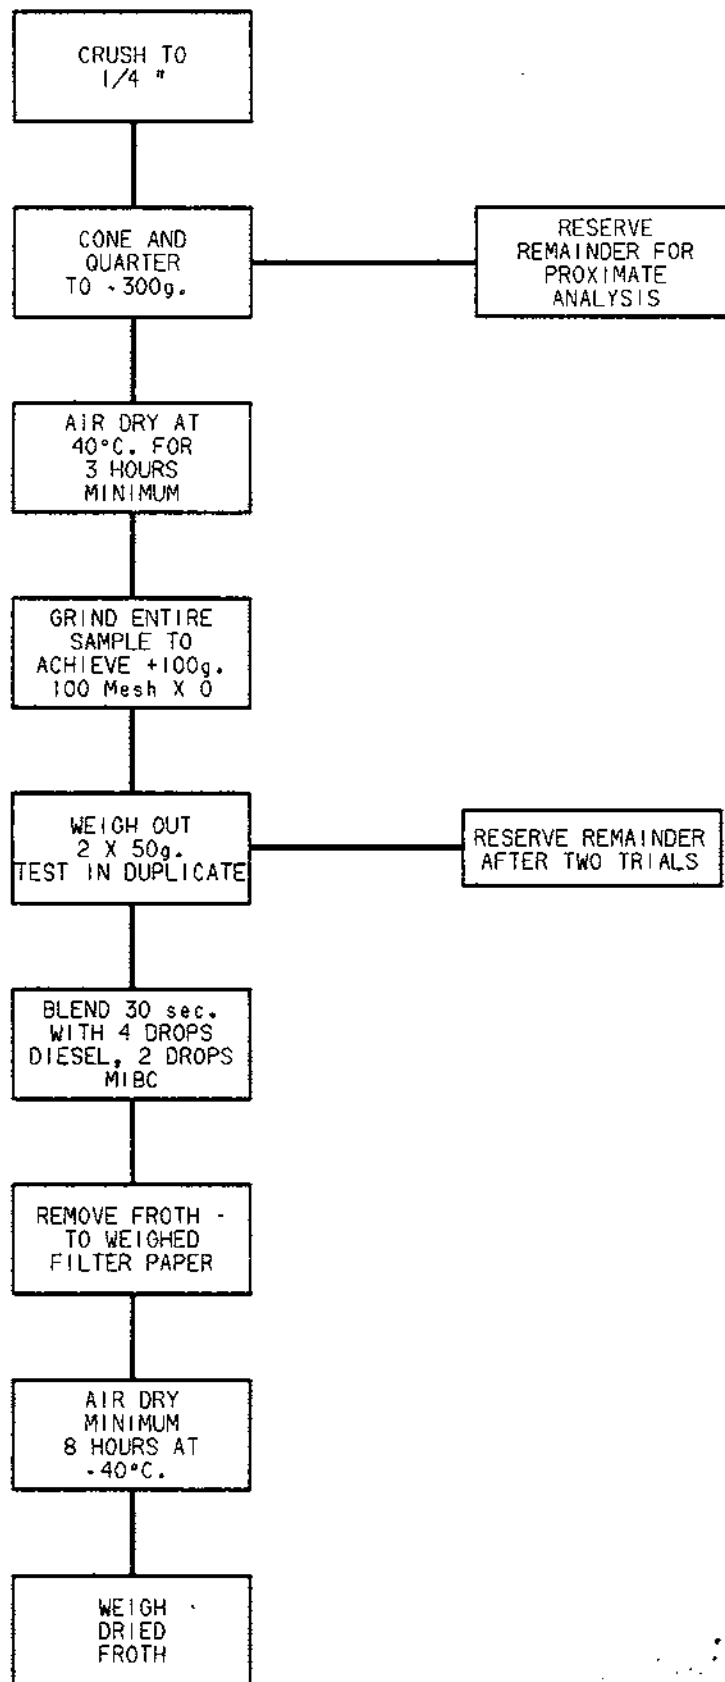 CRUSH TO
1/4 "
CONE AND
QUARTER
TO ~300g.
RESERVE
REMAINDER FOR
PROXIMATE
ANALYSIS
AIR DRY AT
40°C. FOR
3 HOURS
MINIMUM
GRIND ENTIRE
SAMPLE TO
ACHIEVE +100g.
100 Mesh X 0
WEIGH OUT
2 X 50g.
TEST IN DUPLICATE
RESERVE REMAINDER
AFTER TWO TRIALS
BLEND 30 sec.
WITH 4 DROPS
DIESEL, 2 DROPS
MIBC
REMOVE FROTH -
TO WEIGHED
FILTER PAPER
AIR DRY
MINIMUM
8 HOURS AT
~40°C.
WEIGH
DRIED
FROTH